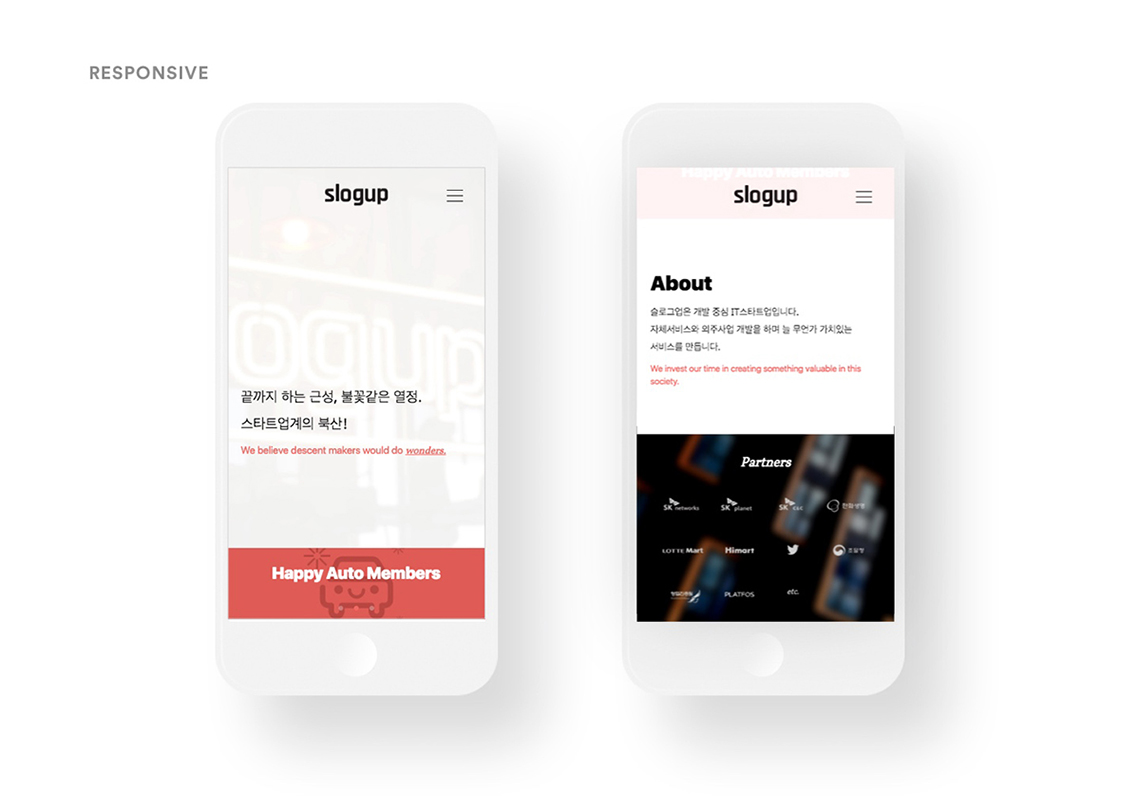 RESPONSIVE
slogup
끝까지 하는 근성, 불꽃같은 열정.
스타트업계의 북산!
We believe descent makers would do wonders.
Happy Auto Members
Happy Auto Members
slogup
About
슬로그업은 개발 중심 IT스타트업입니다.
자체서비스와 외주사업 개발을 하며 늘 무언가 가치있는
서비스를 만듭니다.
We invest our time in creating something valuable in this
society.
Partners
SK networks SK planet SK C&C 한화생명
LOTTE Mart Himart 조달청
PLATFOS etc.